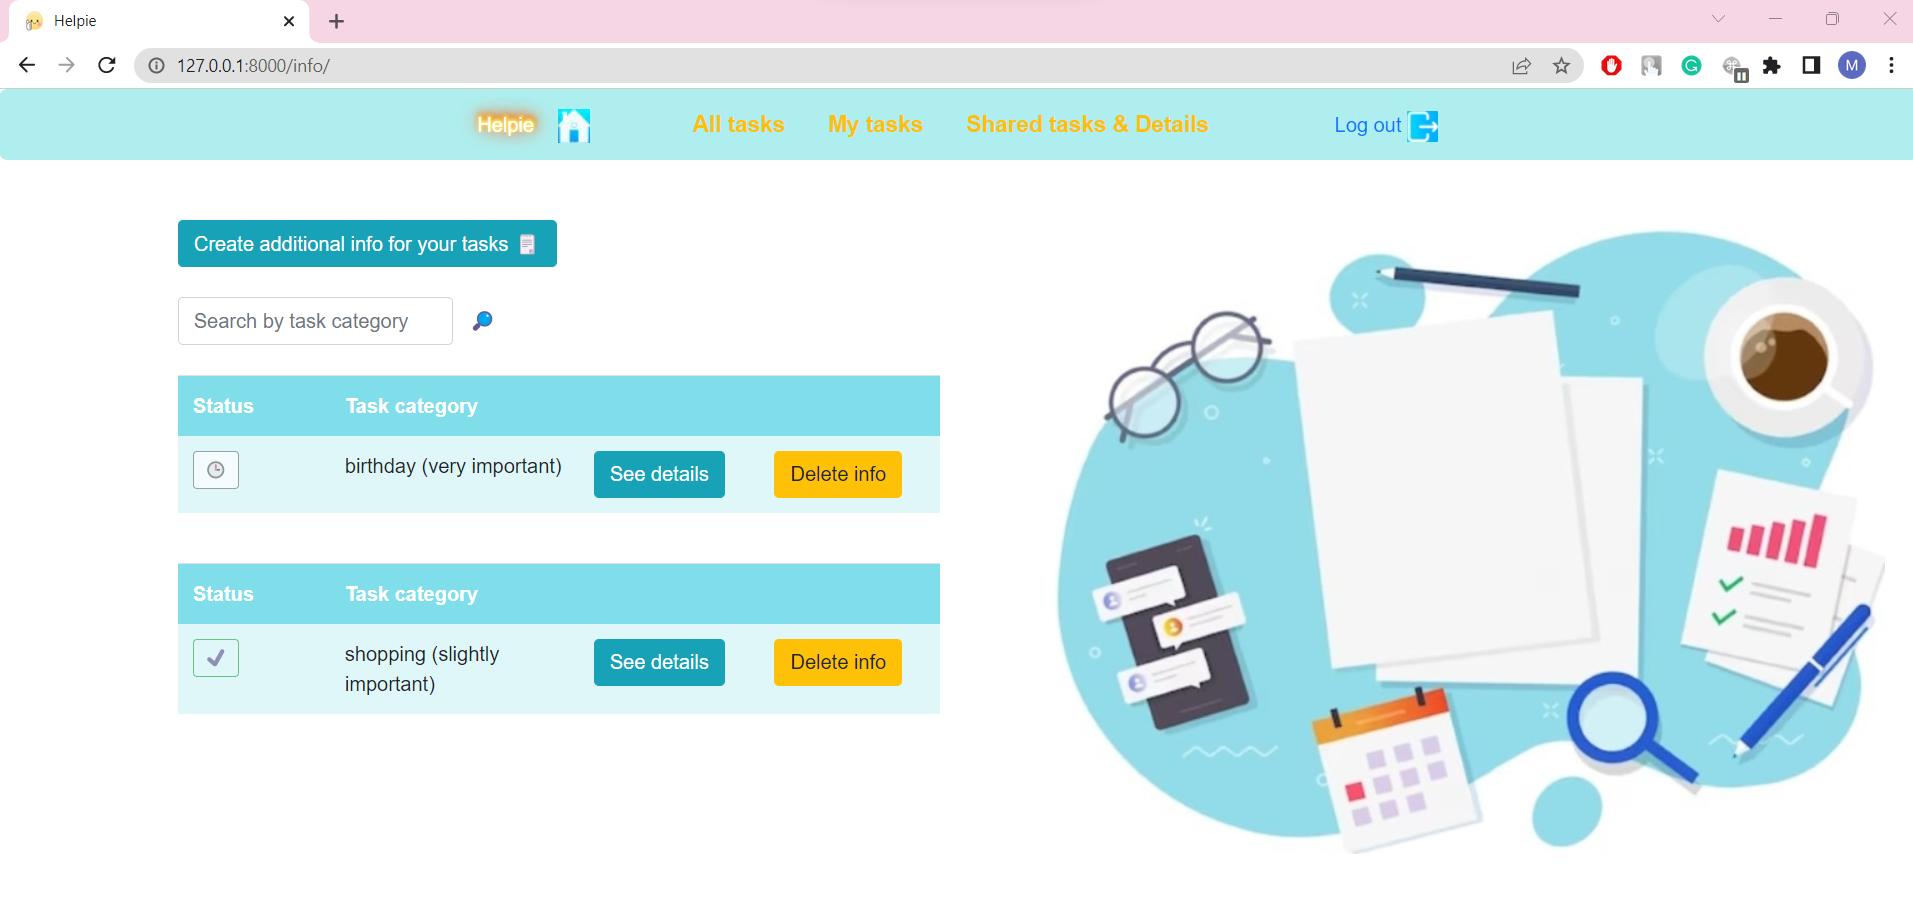 Helpie
127.0.0.1:8000/info/
M
Helpie
All tasks
My tasks
Shared tasks & Details
Log out
Create additional info for your tasks
Search by task category
Status
Task category
birthday (very important)
See details
Delete info
Status
Task category
shopping (slightly
important)
See details
Delete info